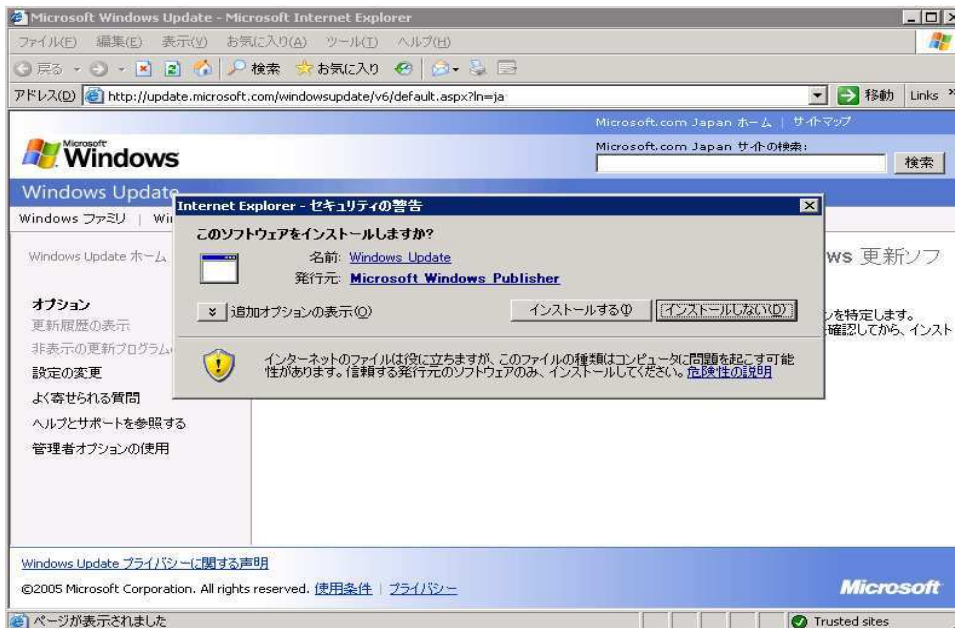 Microsoft Windows Update - Microsoft Internet Explorer
ファイル(F) 編集(E) 表示(V) お気に入り(A) ツール(T) ヘルプ(H)
戻る 検索 お気に入り
アドレス(D) http://update.microsoft.com/windowsupdate/v6/default.aspx?ln=ja 移動 Links »
Microsoft.com Japan ホーム | サイトマップ
Microsoft Windows
Microsoft.com Japan サイトの検索:
検索
Windows Update
Windows ファミリ | Wi
Windows Update ホーム
ws 更新ソフ
オプション
更新履歴の表示
非表示の更新プログラム
設定の変更
よく寄せられる質問
ヘルプとサポートを参照する
管理者オプションの使用
を特定します。
確認してから、インスト
Internet Explorer - セキュリティの警告
このソフトウェアをインストールしますか?
名前: Windows Update
発行元: Microsoft Windows Publisher
追加オプションの表示(O) インストールする(I) インストールしない(D)
インターネットのファイルは役に立ちますが、このファイルの種類はコンピュータに問題を起こす可能
性があります。信頼する発行元のソフトウェアのみ、インストールしてください。危険性の説明
Windows Update プライバシーに関する声明
©2005 Microsoft Corporation. All rights reserved. 使用条件 | プライバシー
Microsoft
ページが表示されました Trusted sites